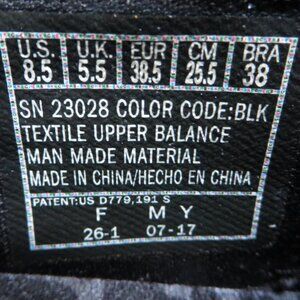 U.S. U.K. EUR CM BRA
8.5 5.5 38.5 25.5 38
SN 23028 COLOR CODE:BLK
TEXTILE UPPER BALANCE
MAN MADE MATERIAL
MADE IN CHINA/HECHO EN CHINA
PATENT:US D779,191 S
F M Y
26-1 07-17